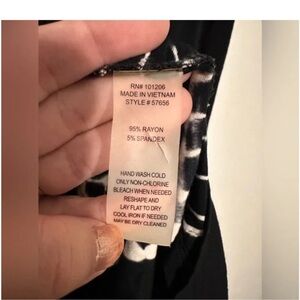 RN# 101206
MADE IN VIETNAM
STYLE # 57656
95% RAYON
5% SPANDEX
HAND WASH COLD
ONLY NON-CHLORINE
BLEACH WHEN NEEDED
RESHAPE AND
LAY FLAT TO DRY
COOL IRON IF NEEDED
MAY BE DRY CLEANED